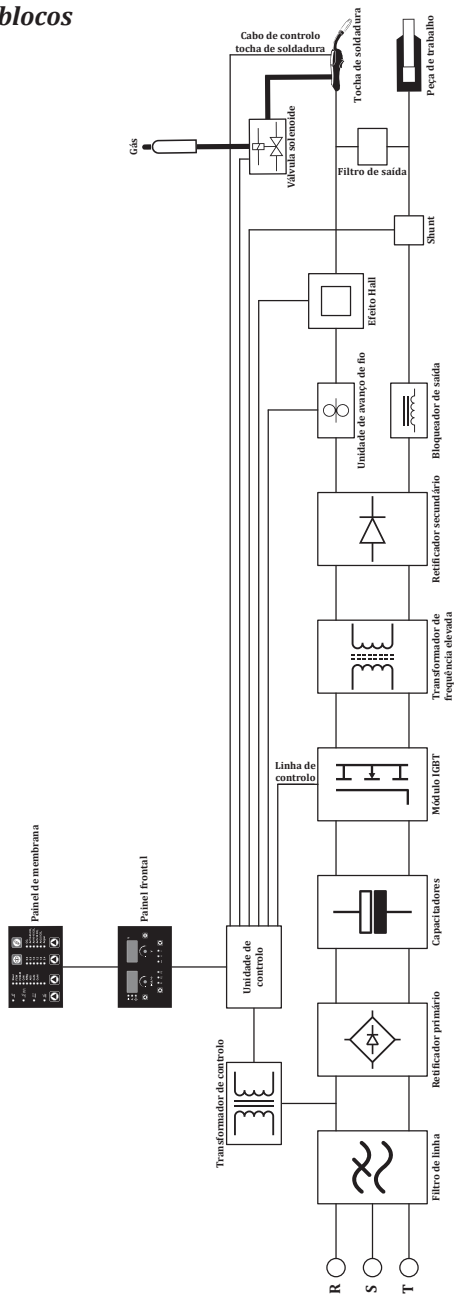 blocos
Cabo de controlo
tocha de soldadura
Tocha de soldadura
Peça de trabalho
Gás
Válvula solenoide
Filtro de saída
Shunt
Efeito Hall
Unidade de avanço de fio
Bloqueador de saída
Retificador secundário
Transformador de
frequência elevada
Linha de
controlo
Módulo IGBT
Painel de membrana
Painel frontal
Capacitadores
Unidade de
controlo
Retificador primário
Transformador de controlo
Filtro de linha
R
S
T